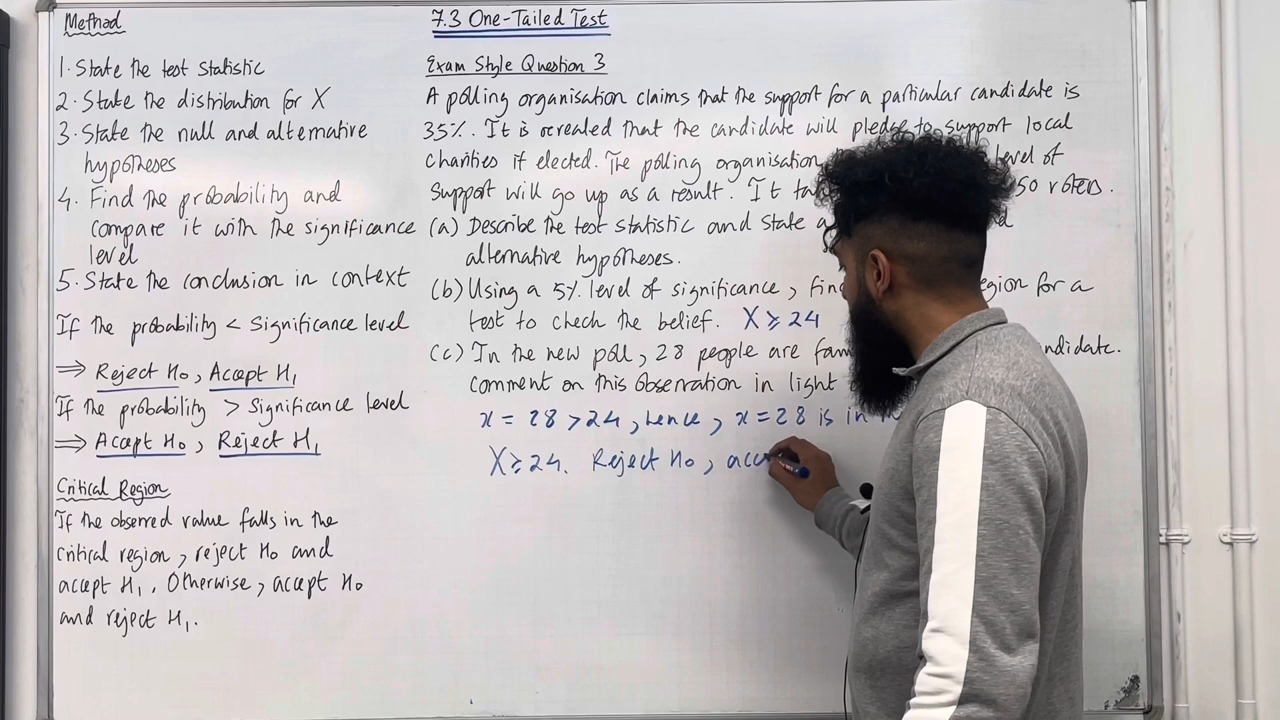 Method
1. State the test statistic
2. State the distribution for X
3. State the null and alternative
hypotheses
4. Find the probability and
compare it with the significance
level
5. State the conclusion in context
If the probability < Significance level
⇒ Reject H₀, Accept H₁
If the probability > Significance level
⇒ Accept H₀, Reject H₁
Critical Region
If the observed value falls in the
critical region, reject H₀ and
accept H₁. Otherwise, accept H₀
and reject H₁.
7.3 One-Tailed Test
Exam Style Question 3
A polling organisation claims that the support for a particular candidate is
35%. It is revealed that the candidate will pledge to support local
charities if elected. The polling organisation level of
support will go up as a result. It 50 voters.
(a) Describe the test statistic and state
alternative hypotheses.
(b) Using a 5% level of significance, find region for a
test to check the belief. X ⩾ 24
(c) In the new poll, 28 people are candidate.
comment on this observation in light
x = 28 > 24, hence, x = 28 is in
X ⩾ 24. Reject H₀,